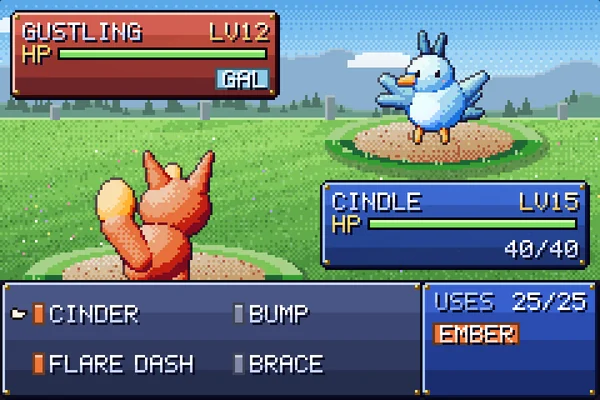 GUSTLING LV12
HP
GAL
CINDLE LV15
HP
40/40
CINDER BUMP
FLARE DASH BRACE
USES 25/25
EMBER